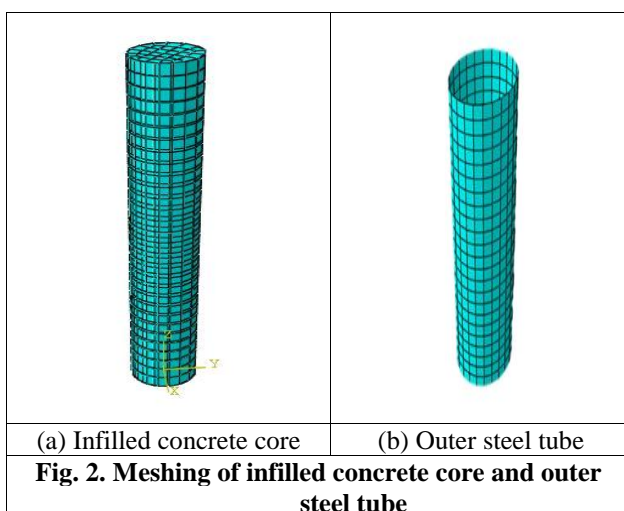 Z
Y
X
(a) Infilled concrete core
(b) Outer steel tube
Fig. 2. Meshing of infilled concrete core and outer
steel tube